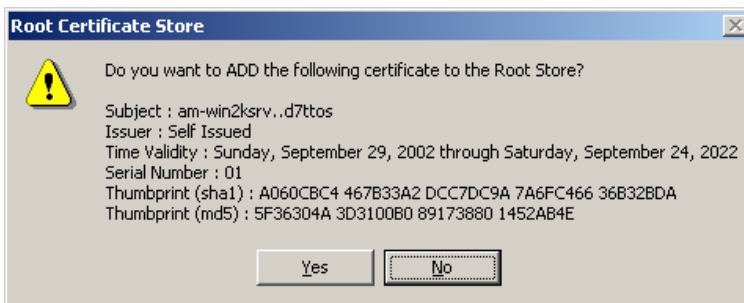 Root Certificate Store
Do you want to ADD the following certificate to the Root Store?
Subject : am-win2ksrv..d7ttos
Issuer : Self Issued
Time Validity : Sunday, September 29, 2002 through Saturday, September 24, 2022
Serial Number : 01
Thumbprint (sha1) : A060CBC4 467B33A2 DCC7DC9A 7A6FC466 36B32BDA
Thumbprint (md5) : 5F36304A 3D3100B0 89173880 1452AB4E
Yes No